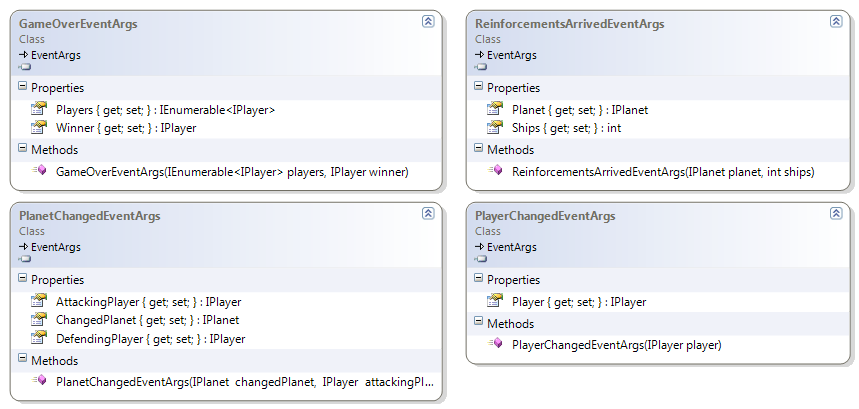 GameOverEventArgs
Class
EventArgs
Properties
Players { get; set; } : IEnumerable<IPlayer>
Winner { get; set; } : IPlayer
Methods
GameOverEventArgs(IEnumerable<IPlayer> players, IPlayer winner)
ReinforcementsArrivedEventArgs
Class
EventArgs
Properties
Planet { get; set; } : IPlanet
Ships { get; set; } : int
Methods
ReinforcementsArrivedEventArgs(IPlanet planet, int ships)
PlanetChangedEventArgs
Class
EventArgs
Properties
AttackingPlayer { get; set; } : IPlayer
ChangedPlanet { get; set; } : IPlanet
DefendingPlayer { get; set; } : IPlayer
Methods
PlanetChangedEventArgs(IPlanet changedPlanet, IPlayer attackingPl...
PlayerChangedEventArgs
Class
EventArgs
Properties
Player { get; set; } : IPlayer
Methods
PlayerChangedEventArgs(IPlayer player)